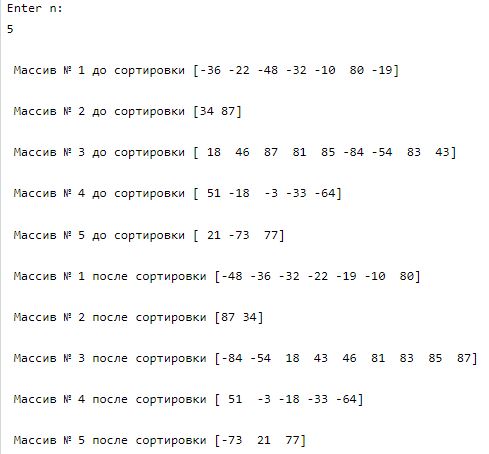 Enter n:
5
Массив № 1 до сортировки [-36 -22 -48 -32 -10  80 -19]
Массив № 2 до сортировки [34 87]
Массив № 3 до сортировки [ 18  46  87  81  85 -84 -54  83  43]
Массив № 4 до сортировки [ 51 -18  -3 -33 -64]
Массив № 5 до сортировки [ 21 -73  77]
Массив № 1 после сортировки [-48 -36 -32 -22 -19 -10  80]
Массив № 2 после сортировки [87 34]
Массив № 3 после сортировки [-84 -54  18  43  46  81  83  85  87]
Массив № 4 после сортировки [ 51  -3 -18 -33 -64]
Массив № 5 после сортировки [-73  21  77]